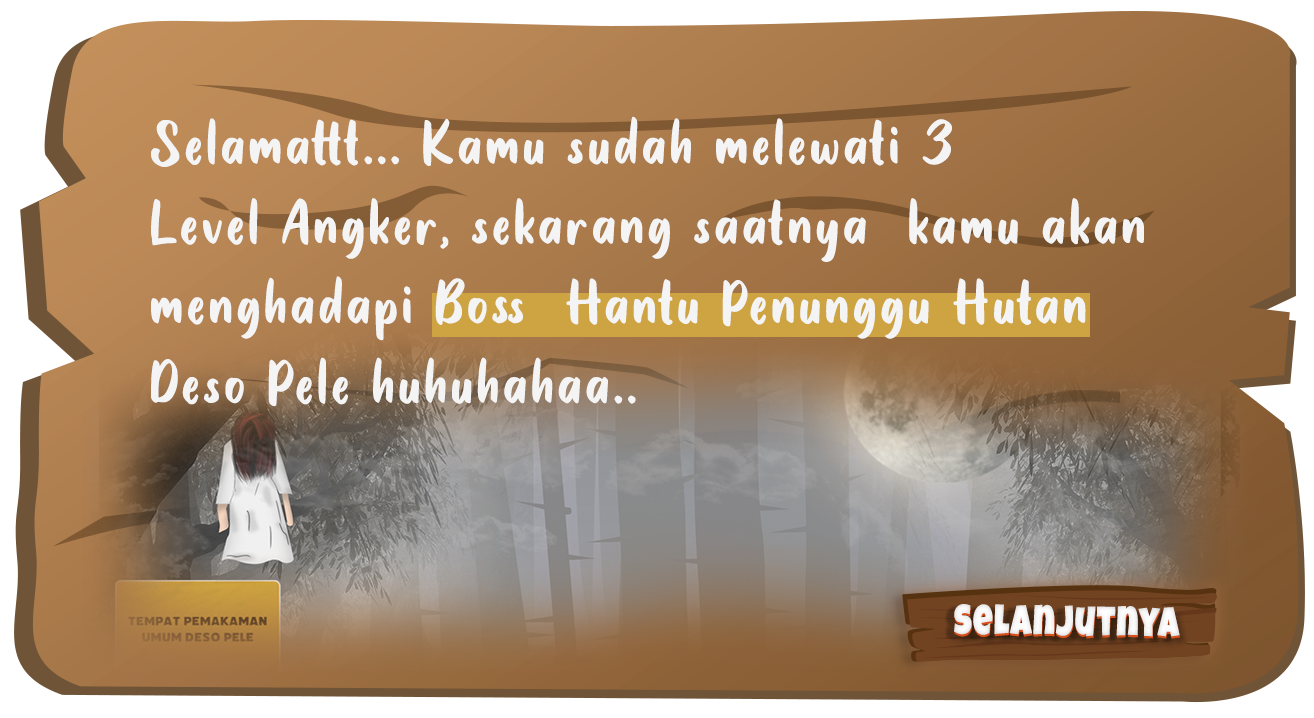 Selamattt... Kamu sudah melewati 3
Level Angker, sekarang saatnya kamu akan
menghadapi Boss Hantu Penunggu Hutan
Deso Pele huhuhahaa..
TEMPAT PEMAKAMAN
UMUM DESO PELE
SELANJUTNYA